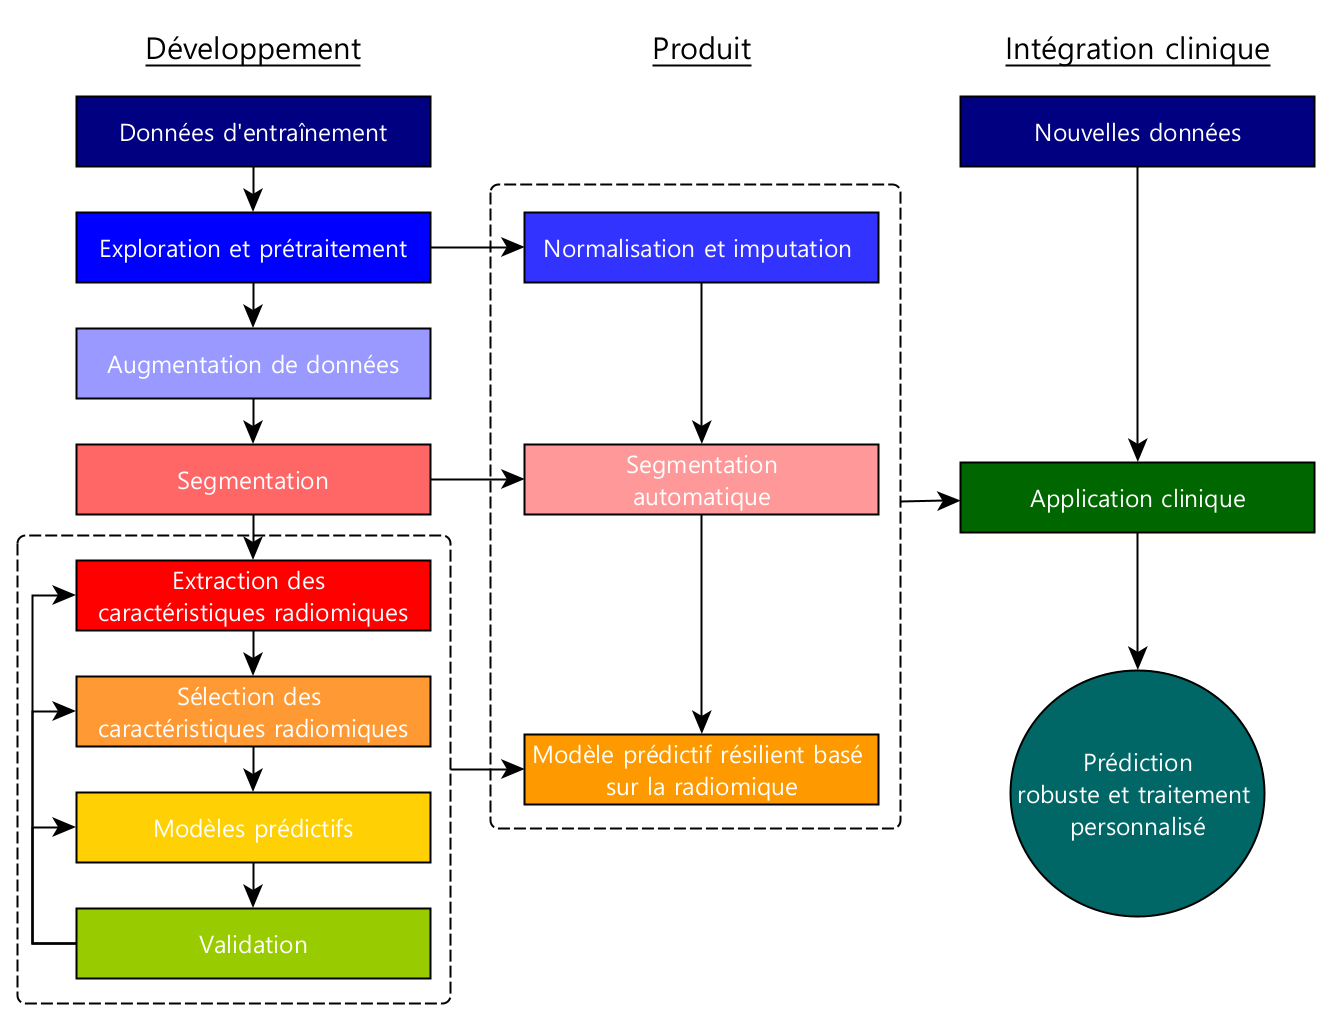 Développement
Données d'entraînement
Exploration et prétraitement
Augmentation de données
Segmentation
Extraction des
caractéristiques radiomiques
Sélection des
caractéristiques radiomiques
Modèles prédictifs
Validation
Produit
Normalisation et imputation
Segmentation
automatique
Modèle prédictif résilient basé
sur la radiomique
Intégration clinique
Nouvelles données
Application clinique
Prédiction
robuste et traitement
personnalisé